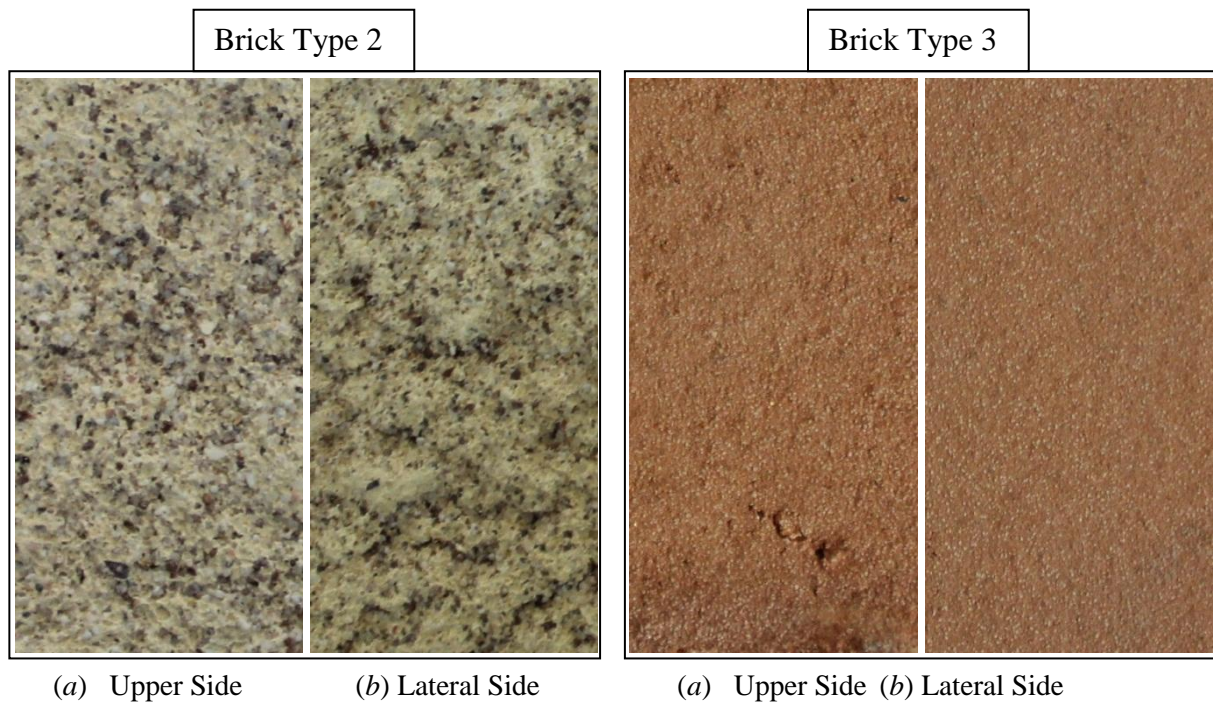 Brick Type 2
Brick Type 3
(a) Upper Side
(b) Lateral Side
(a) Upper Side
(b) Lateral Side